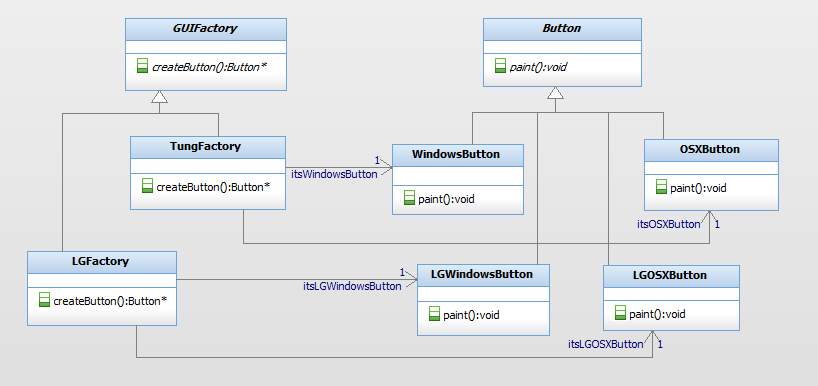 GUIFactory
createButton():Button*
Button
paint():void
TungFactory
createButton():Button*
1
itsWindowsButton
WindowsButton
paint():void
OSXButton
paint():void
itsOSXButton
1
LGFactory
createButton():Button*
1
itsLGWindowsButton
LGWindowsButton
paint():void
LGOSXButton
paint():void
itsLGOSXButton
1